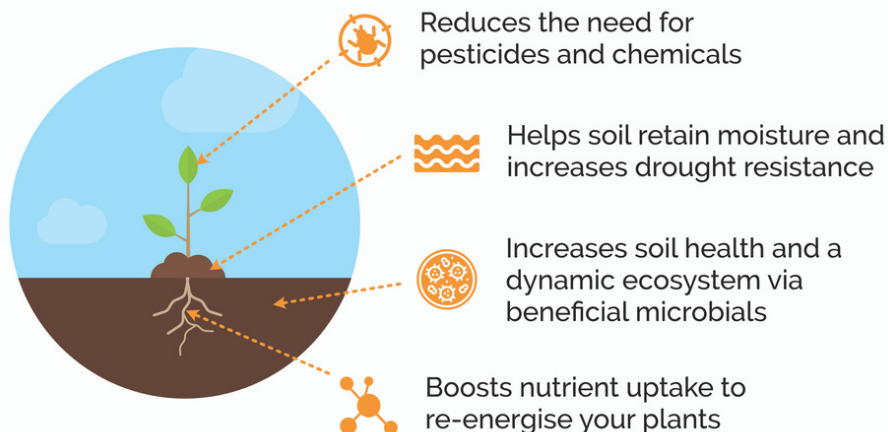 Reduces the need for
pesticides and chemicals
Helps soil retain moisture and
increases drought resistance
Increases soil health and a
dynamic ecosystem via
beneficial microbials
Boosts nutrient uptake to
re-energise your plants